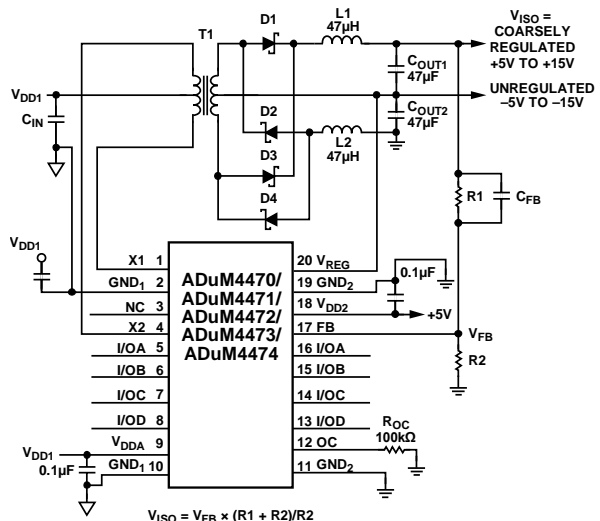 T1
D1
L1
47µH
V_ISO =
COARSELY
REGULATED
+5V TO +15V
C_OUT1
47µF
V_DD1
UNREGULATED
–5V TO –15V
C_IN
C_OUT2
47µF
D2
L2
47µH
D3
D4
R1
C_FB
V_DD1
X1 1
GND₁ 2
NC 3
X2 4
I/OA 5
I/OB 6
I/OC 7
I/OD 8
V_DDA 9
GND₁ 10
V_DD1
0.1µF
ADuM4470/
ADuM4471/
ADuM4472/
ADuM4473/
ADuM4474
20 V_REG
19 GND₂
18 V_DD2
17 FB
16 I/OA
15 I/OB
14 I/OC
13 I/OD
12 OC
11 GND₂
0.1µF
+5V
V_FB
R2
R_OC
100kΩ
V_ISO = V_FB × (R1 + R2)/R2